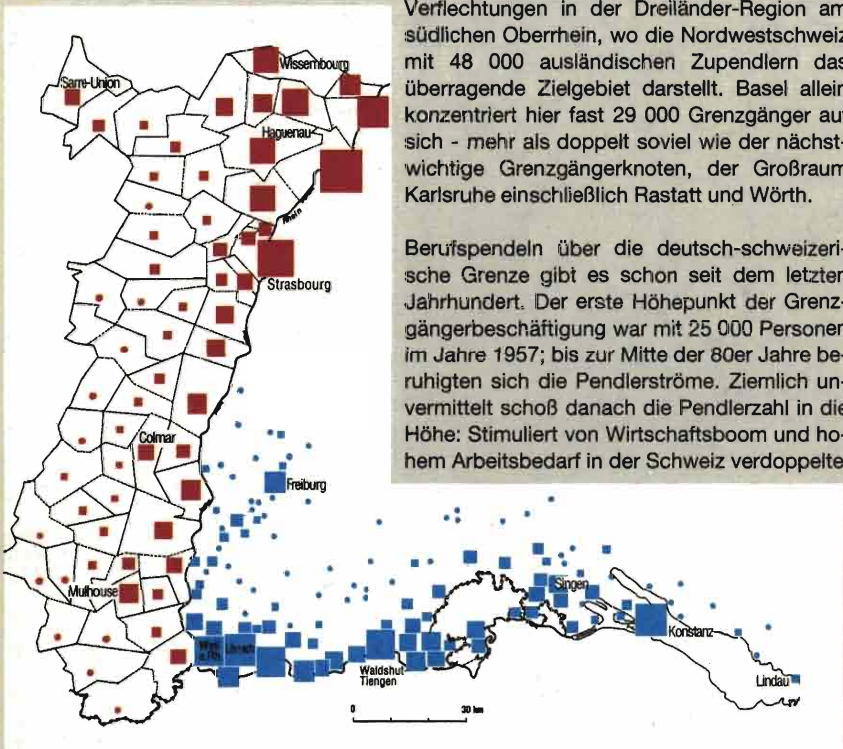 Verflechtungen in der Dreiländer-Region am
südlichen Oberrhein, wo die Nordwestschweiz
mit 48 000 ausländischen Zupendlern das
überragende Zielgebiet darstellt. Basel allein
konzentriert hier fast 29 000 Grenzgänger auf
sich - mehr als doppelt soviel wie der nächst-
wichtige Grenzgängerknoten, der Großraum
Karlsruhe einschließlich Rastatt und Wörth.
Berufspendeln über die deutsch-schweizeri-
sche Grenze gibt es schon seit dem letzten
Jahrhundert. Der erste Höhepunkt der Grenz-
gängerbeschäftigung war mit 25 000 Personen
im Jahre 1957; bis zur Mitte der 80er Jahre be-
ruhigten sich die Pendlerströme. Ziemlich un-
vermittelt schoß danach die Pendlerzahl in die
Höhe: Stimuliert von Wirtschaftsboom und ho-
hem Arbeitsbedarf in der Schweiz verdoppelte
Wissembourg
Sarre-Union
Haguenau
Rhein
Strasbourg
Colmar
Freiburg
Mulhouse
Singen
Weil
a.Rh.
Lörrach
Konstanz
Waldshut
Tiengen
Lindau
0 30 km